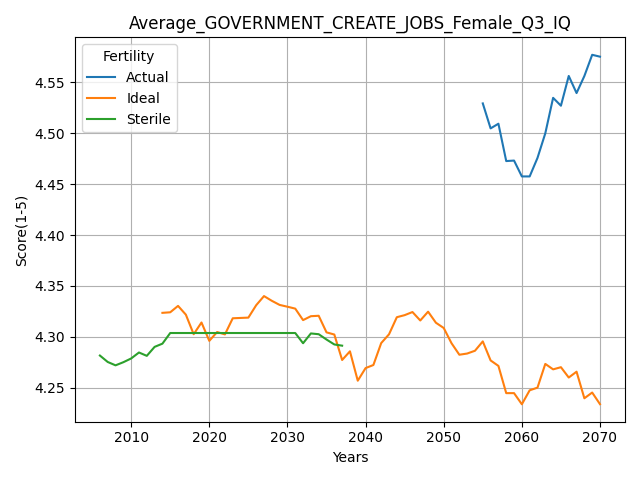 Average_GOVERNMENT_CREATE_JOBS_Female_Q3_IQ
Fertility
Actual
Ideal
Sterile
Score(1-5)
4.55
4.50
4.45
4.40
4.35
4.30
4.25
2010 2020 2030 2040 2050 2060 2070
Years